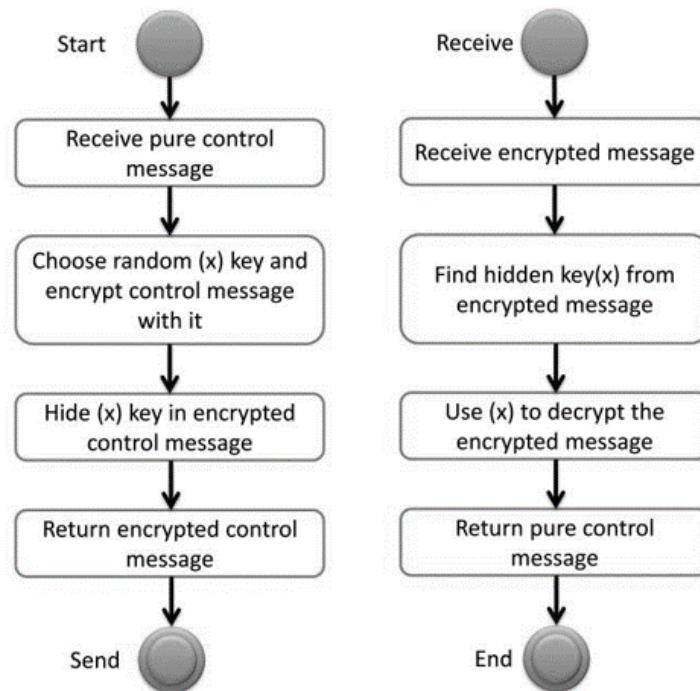 Start
Receive pure control
message
Choose random (x) key and
encrypt control message
with it
Hide (x) key in encrypted
control message
Return encrypted control
message
Send
Receive
Receive encrypted message
Find hidden key(x) from
encrypted message
Use (x) to decrypt the
encrypted message
Return pure control
message
End